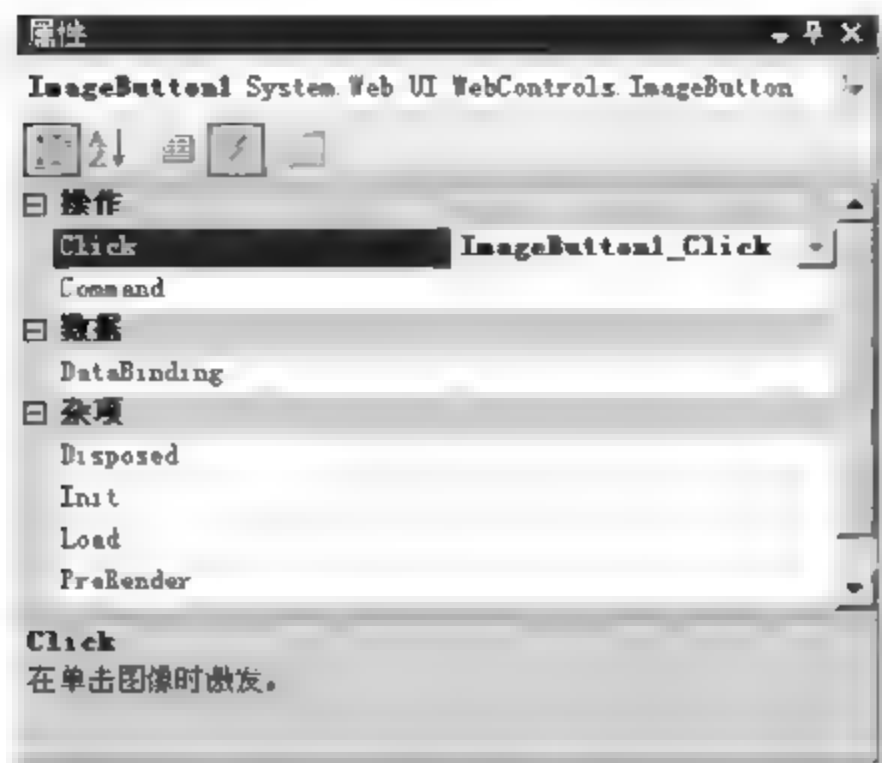 属性
ImageButton1 System.Web.UI.WebControls.ImageButton
操作
Click ImageButton1_Click
Command
数据
DataBinding
杂项
Disposed
Init
Load
PreRender
Click
在单击图像时激发。